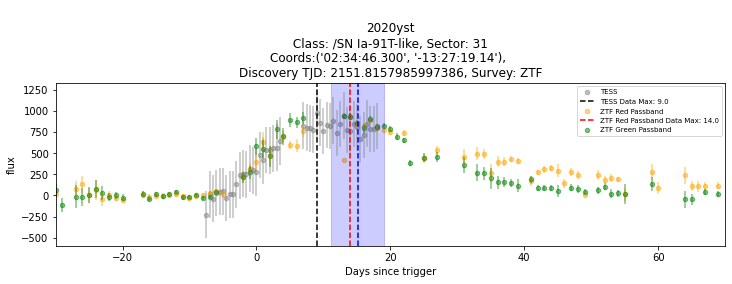 2020yst
Class: /SN Ia-91T-like, Sector: 31
Coords:('02:34:46.300', '-13:27:19.14'),
Discovery TJD: 2151.8157985997386, Survey: ZTF
1250
1000
750
500
250
0
−250
−500
flux
TESS
TESS Data Max: 9.0
ZTF Red Passband
ZTF Red Passband Data Max: 14.0
ZTF Green Passband
−20
0
20
40
60
Days since trigger